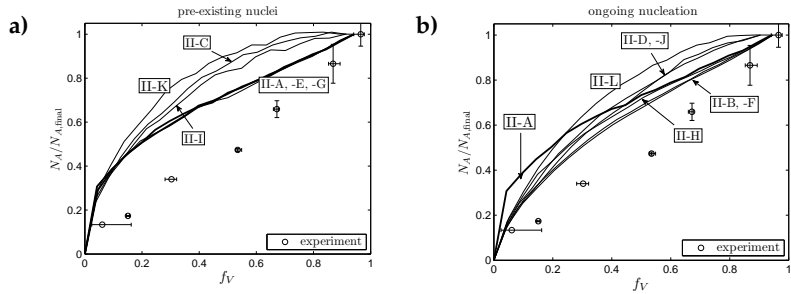 a)
pre-existing nuclei
N_A/N_{A,final}
1
0.8
0.6
0.4
0.2
0
II-C
II-K
II-A, -E, -G
II-I
experiment
0
0.2
0.4
0.6
0.8
1
f_V
b)
ongoing nucleation
N_A/N_{A,final}
1
0.8
0.6
0.4
0.2
0
II-D, -J
II-L
II-B, -F
II-A
II-H
experiment
0
0.2
0.4
0.6
0.8
1
f_V